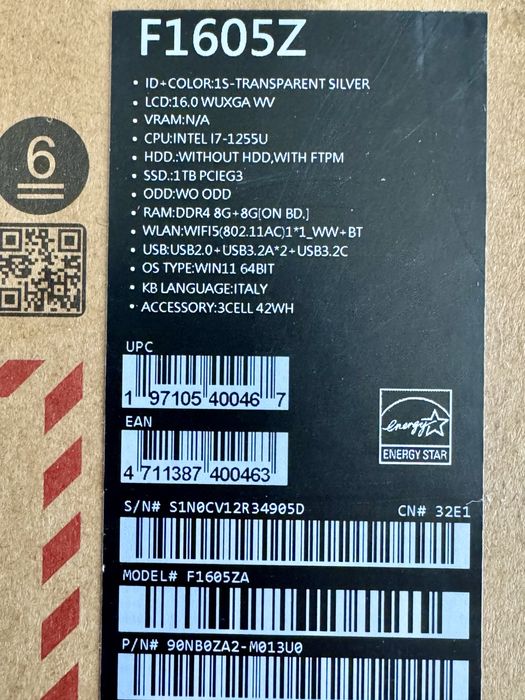 F1605Z
• ID+COLOR:1S-TRANSPARENT SILVER
• LCD:16.0 WUXGA WV
• VRAM:N/A
• CPU:INTEL I7-1255U
• HDD.:WITHOUT HDD,WITH FTPM
• SSD.:1TB PCIEG3
• ODD:WO ODD
• RAM:DDR4 8G+8G[ON BD.]
• WLAN:WIFI5(802.11AC)1*1_WW+BT
• USB:USB2.0+USB3.2A*2+USB3.2C
• OS TYPE:WIN11 64BIT
• KB LANGUAGE:ITALY
• ACCESSORY:3CELL 42WH
6
UPC
1 97105 40046 7
EAN
4 711387 400463
energy
ENERGY STAR
S/N# S1N0CV12R34905D CN# 32E1
MODEL# F1605ZA
P/N# 90NB0ZA2-M013U0